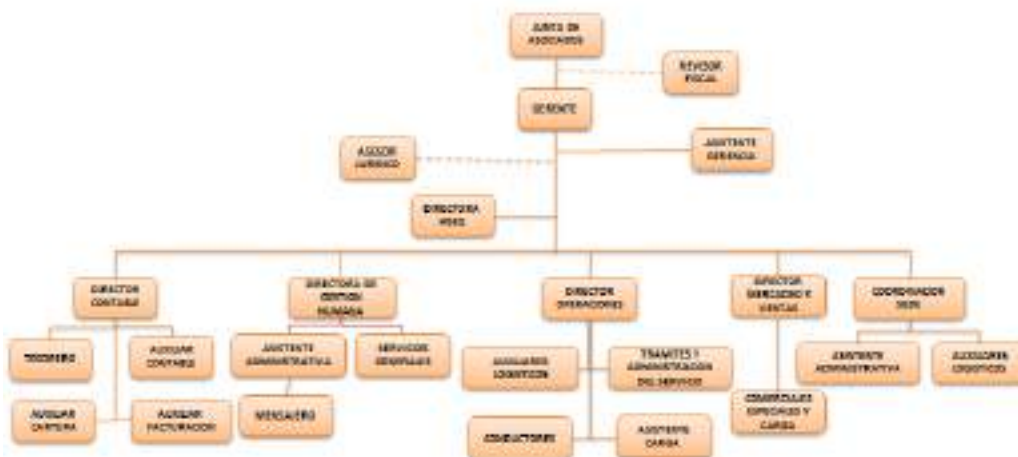 JUNTA DE
ASOCIADOS
REVISOR
FISCAL
GERENTE
ASESOR
JURIDICO
ASISTENTE
GERENCIA
DIRECTORA
HSEQ
DIRECTOR
CONTABLE
DIRECTORA DE
GESTION
HUMANA
DIRECTOR
OPERACIONES
DIRECTOR
MERCADEO Y
VENTAS
COORDINADOR
SEDE
TESORERO
AUXILIAR
CONTABLE
ASISTENTE
ADMINISTRATIVA
SERVICIOS
GENERALES
AUXILIARES
LOGISTICOS
TRAMITES Y
ADMINISTRACION
DEL SERVICIO
ASISTENTE
ADMINISTRATIVA
AUXILIARES
LOGISTICOS
AUXILIAR
CARTERA
AUXILIAR
FACTURACION
MENSAJERO
CONDUCTORES
ASISTENTE
CARGA
COMERCIALES
ESPECIALES Y
CARGA